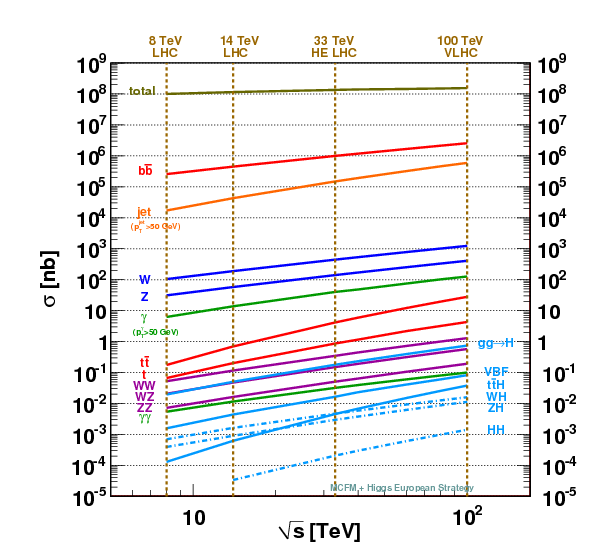 8 TeV 14 TeV 33 TeV 100 TeV
LHC LHC HE LHC VLHC
10⁹ 10⁹
total
10⁸ 10⁸
10⁷ 10⁷
10⁶ 10⁶
bb̅
10⁵ 10⁵
jet
10⁴ 10⁴
(p_T^jet>50 GeV)
10³ 10³
W
10² 10²
Z
10 10
γ
(p_T^γ>50 GeV)
1 1
gg→H
tt̅
10⁻¹ 10⁻¹
t
VBF
WW
tt̅H
WZ
WH
10⁻² 10⁻²
ZZ
ZH
γγ
10⁻³ 10⁻³
HH
10⁻⁴ 10⁻⁴
MCFM + Higgs European Strategy
10⁻⁵ 10⁻⁵
σ [nb]
10 10²
√s [TeV]